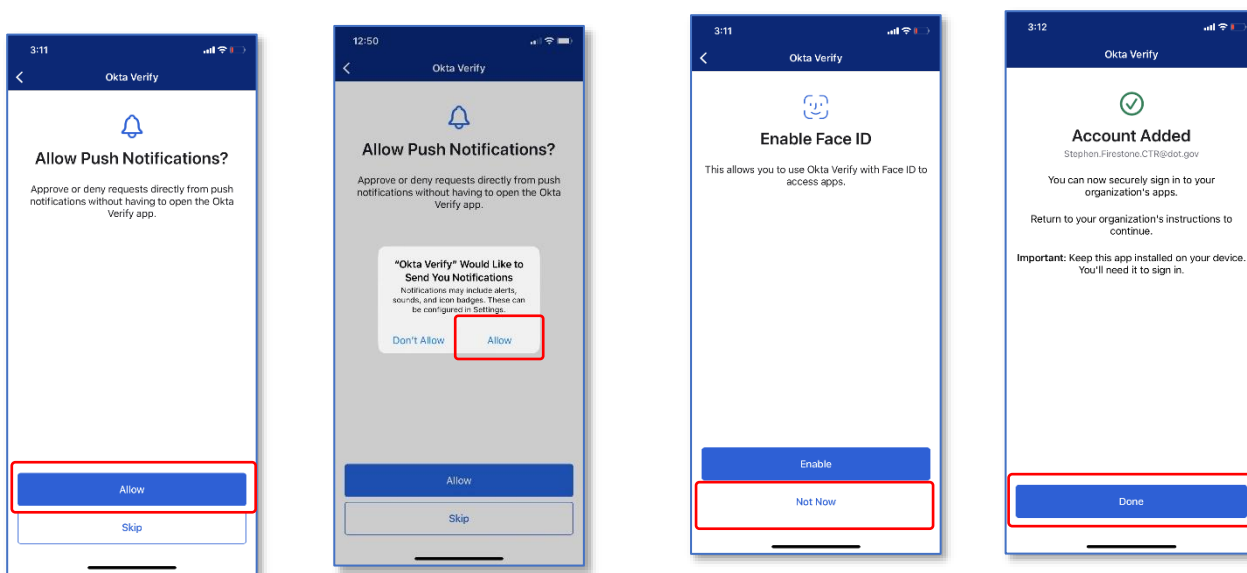 3:11
Okta Verify
Allow Push Notifications?
Approve or deny requests directly from push
notifications without having to open the Okta
Verify app.
Allow
Skip
12:50
Okta Verify
Allow Push Notifications?
Approve or deny requests directly from push
notifications without having to open the Okta
Verify app.
"Okta Verify" Would Like to
Send You Notifications
Notifications may include alerts,
sounds, and icon badges. These can
be configured in Settings.
Don't Allow Allow
Allow
Skip
3:11
Okta Verify
Enable Face ID
This allows you to use Okta Verify with Face ID to
access apps.
Enable
Not Now
3:12
Okta Verify
Account Added
Stephen.Firestone.CTR@dot.gov
You can now securely sign in to your
organization's apps.
Return to your organization's instructions to
continue.
Important: Keep this app installed on your device.
You'll need it to sign in.
Done